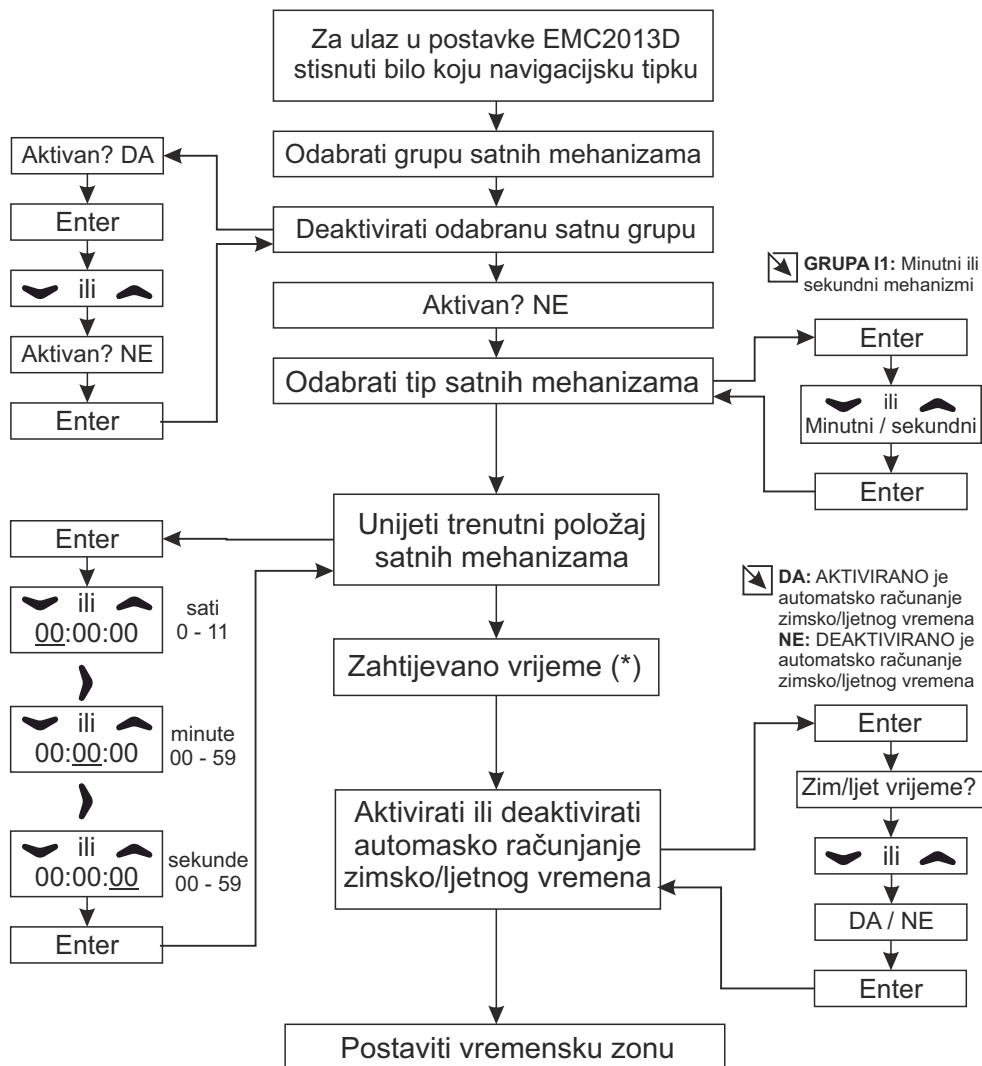 Za ulaz u postavke EMC2013D
stisnuti bilo koju navigacijsku tipku
Odabrati grupu satnih mehanizama
Deaktivirati odabranu satnu grupu
Aktivan? DA
Enter
ili
Aktivan? NE
Enter
Aktivan? NE
Odabrati tip satnih mehanizama
GRUPA I1: Minutni ili
sekundni mehanizmi
Enter
ili
Minutni / sekundni
Enter
Unijeti trenutni položaj
satnih mehanizama
Enter
ili
00:00:00
sati
0 - 11
ili
00:00:00
minute
00 - 59
ili
00:00:00
sekunde
00 - 59
Enter
Zahtijevano vrijeme (*)
Aktivirati ili deaktivirati
automasko računjanje
zimsko/ljetnog vremena
DA: AKTIVIRANO je
automatsko računanje
zimsko/ljetnog vremena
NE: DEAKTIVIRANO je
automatsko računanje
zimsko/ljetnog vremena
Enter
Zim/ljet vrijeme?
ili
DA / NE
Enter
Postaviti vremensku zonu